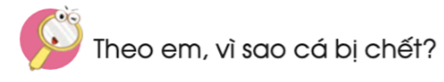 Theo em, vì sao cá bị chết?